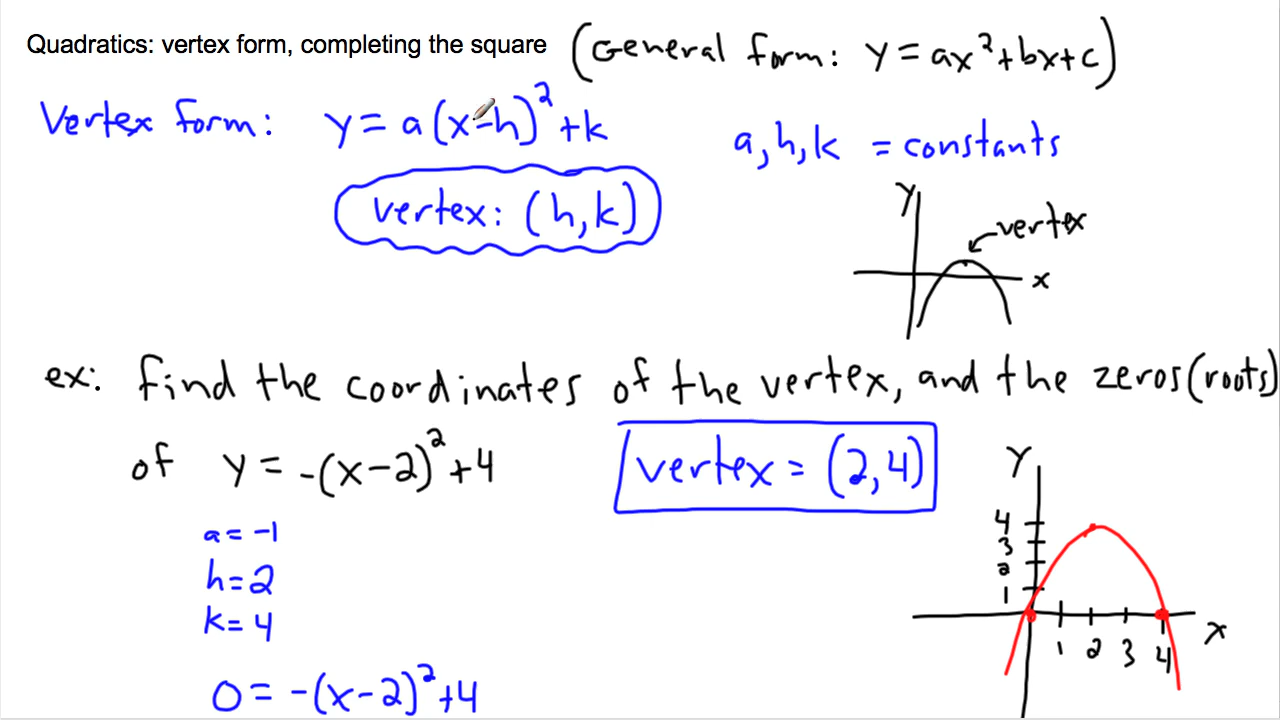 Quadratics: vertex form, completing the square (General form: y = ax²+bx+c)
Vertex form: y = a(x-h)²+k
a, h, k = constants
vertex: (h,k)
y
vertex
x
ex: find the coordinates of the vertex, and the zeros(roots)
of y = -(x-2)²+4
vertex = (2,4)
a = -1
h=2
k= 4
0 = -(x-2)²+4
Y
4
3
2
1
1 2 3 4
x